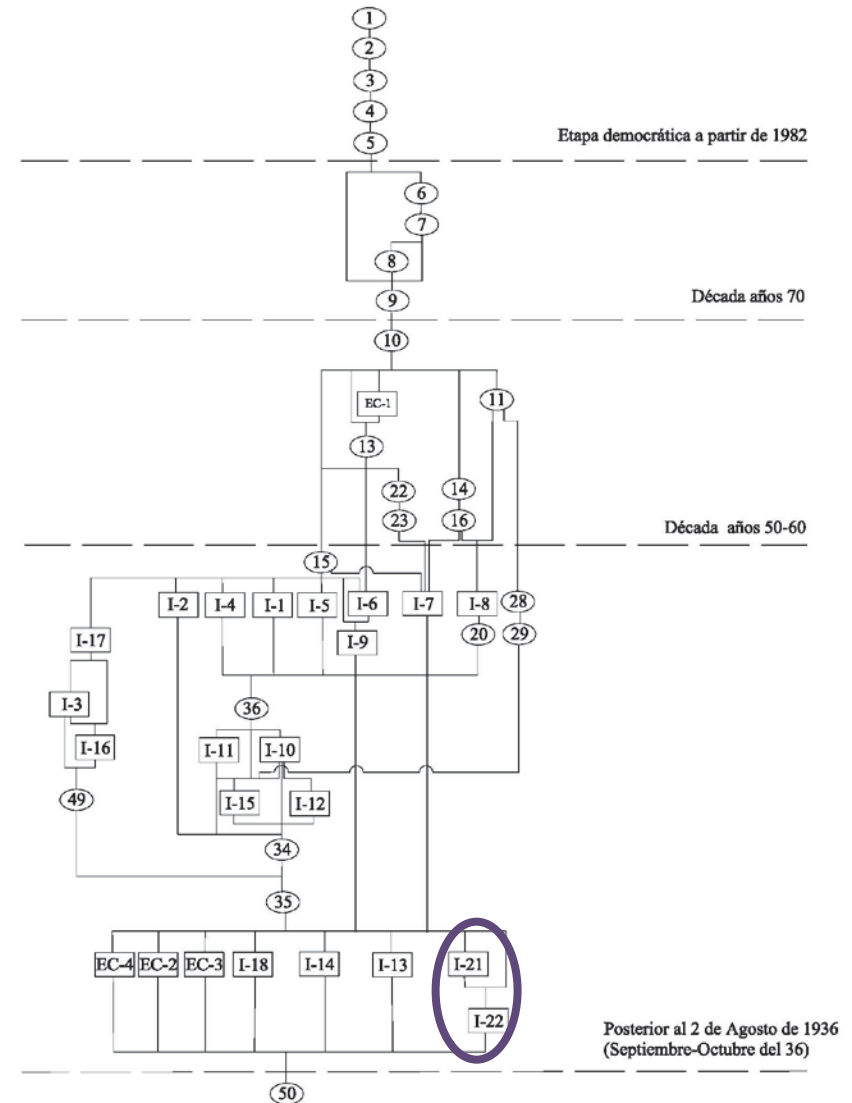 1
2
3
4
5
Etapa democrática a partir de 1982
6
7
8
9
Década años 70
10
EC-1
11
13
22
14
23
16
Década años 50-60
15
I-2
I-4
I-1
I-5
I-6
I-7
I-8
28
I-17
I-9
20
29
I-3
36
I-16
I-11
I-10
49
I-15
I-12
34
35
EC-4
EC-2
EC-3
I-18
I-14
I-13
I-21
I-22
Posterior al 2 de Agosto de 1936
(Septiembre-Octubre del 36)
50